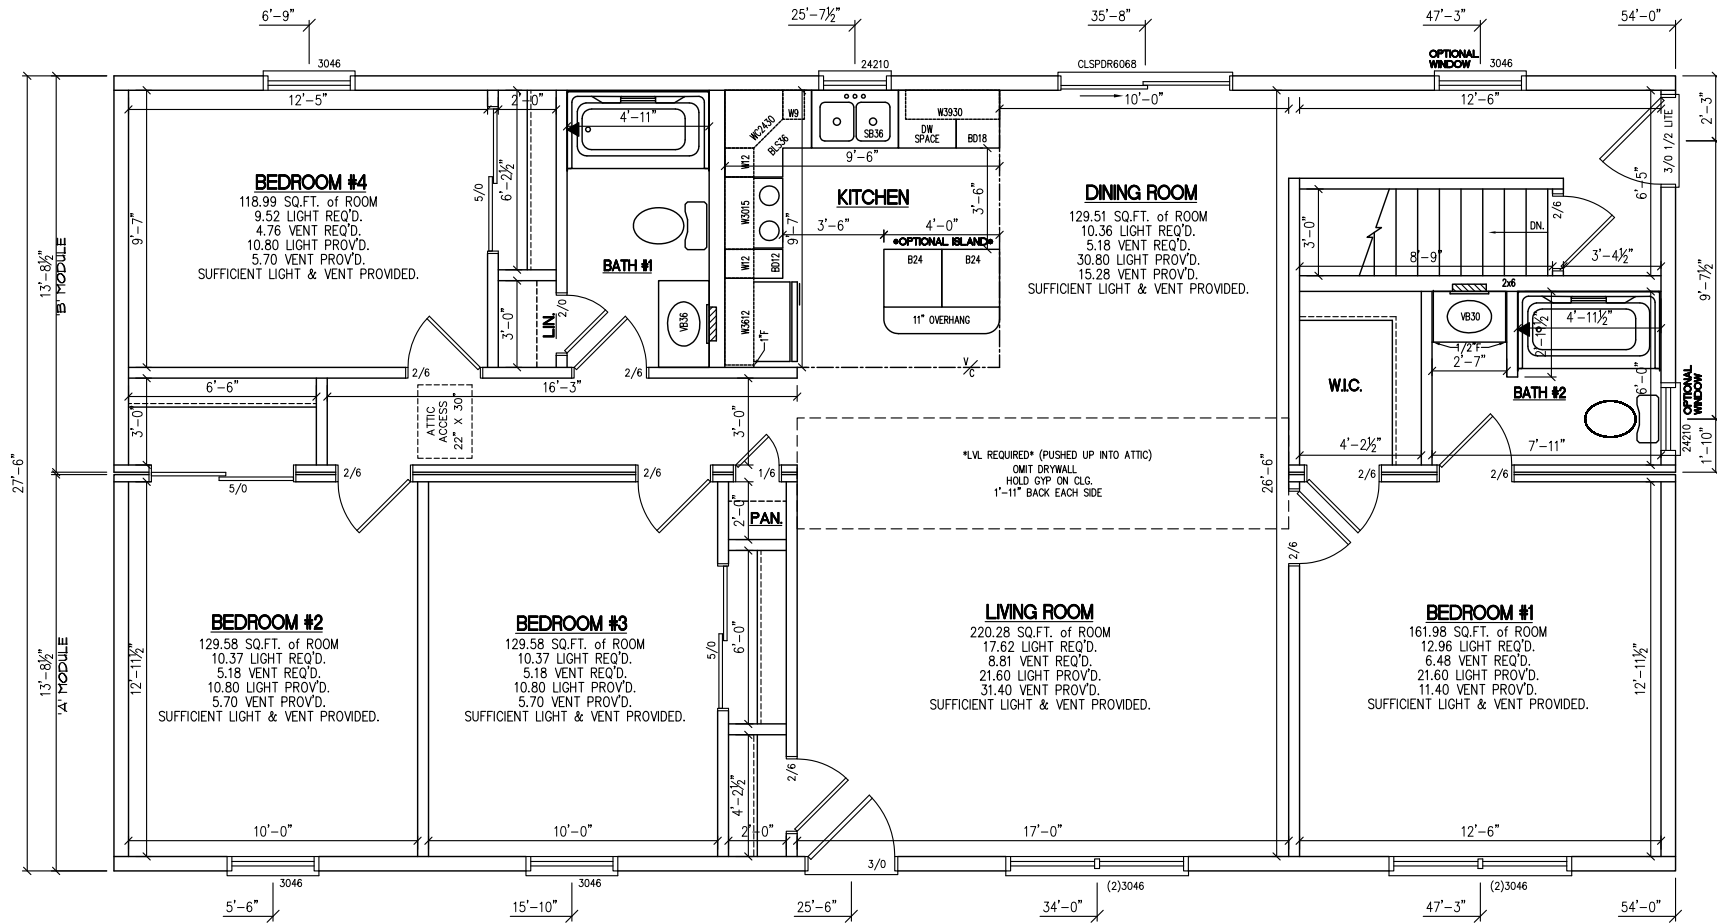 6'-9"
25'-7½"
35'-8"
47'-3"
54'-0"
OPTIONAL
WINDOW
3046
24210
CLSPDR6068
3046
12'-5"
2'-0"
4'-11"
W9
W3930
10'-0"
12'-6"
2'-3"
WC2430
BLS36
SB36
DW
SPACE
BD18
3/0 1/2 LITE
9'-6"
W12
BEDROOM #4
118.99 SQ.FT. of ROOM
9.52 LIGHT REQ'D.
4.76 VENT REQ'D.
10.80 LIGHT PROV'D.
5.70 VENT PROV'D.
SUFFICIENT LIGHT & VENT PROVIDED.
5/0
6'-2½"
9'-7"
KITCHEN
3'-6"
3'-6"
4'-0"
W3015
9'-7"
*OPTIONAL ISLAND*
B24
B24
11" OVERHANG
DINING ROOM
129.51 SQ.FT. of ROOM
10.36 LIGHT REQ'D.
5.18 VENT REQ'D.
30.80 LIGHT PROV'D.
15.28 VENT PROV'D.
SUFFICIENT LIGHT & VENT PROVIDED.
6'-5"
2/6
DN.
3'-0"
8'-9"
3'-4½"
9'-7½"
13'-8½"
'B' MODULE
27'-6"
BATH #1
W12
BD12
W3612
1"F
VB36
LIN.
3'-0"
2/0
2x6
VB30
4'-11½"
1/2"F
2'-7"
6'-0"
BATH #2
W.I.C.
OPTIONAL
WINDOW
24210
1'-10"
V
C
2/6
16'-3"
2/6
6'-6"
3'-0"
ATTIC
ACCESS
22" X 30"
3'-0"
4'-2½"
7'-11"
*LVL REQUIRED* (PUSHED UP INTO ATTIC)
OMIT DRYWALL
HOLD GYP ON CLG.
1'-11" BACK EACH SIDE
26'-6"
5/0
2/6
2/6
1/6
2/6
2/6
2'-0"
PAN.
2/6
BEDROOM #2
129.58 SQ.FT. of ROOM
10.37 LIGHT REQ'D.
5.18 VENT REQ'D.
10.80 LIGHT PROV'D.
5.70 VENT PROV'D.
SUFFICIENT LIGHT & VENT PROVIDED.
BEDROOM #3
129.58 SQ.FT. of ROOM
10.37 LIGHT REQ'D.
5.18 VENT REQ'D.
10.80 LIGHT PROV'D.
5.70 VENT PROV'D.
SUFFICIENT LIGHT & VENT PROVIDED.
5/0
6'-0"
LIVING ROOM
220.28 SQ.FT. of ROOM
17.62 LIGHT REQ'D.
8.81 VENT REQ'D.
21.60 LIGHT PROV'D.
31.40 VENT PROV'D.
SUFFICIENT LIGHT & VENT PROVIDED.
BEDROOM #1
161.98 SQ.FT. of ROOM
12.96 LIGHT REQ'D.
6.48 VENT REQ'D.
21.60 LIGHT PROV'D.
11.40 VENT PROV'D.
SUFFICIENT LIGHT & VENT PROVIDED.
13'-8½"
'A' MODULE
12'-11½"
12'-11½"
4'-2½"
2/6
10'-0"
10'-0"
2'-0"
17'-0"
12'-6"
3/0
3046
3046
(2)3046
(2)3046
5'-6"
15'-10"
25'-6"
34'-0"
47'-3"
54'-0"